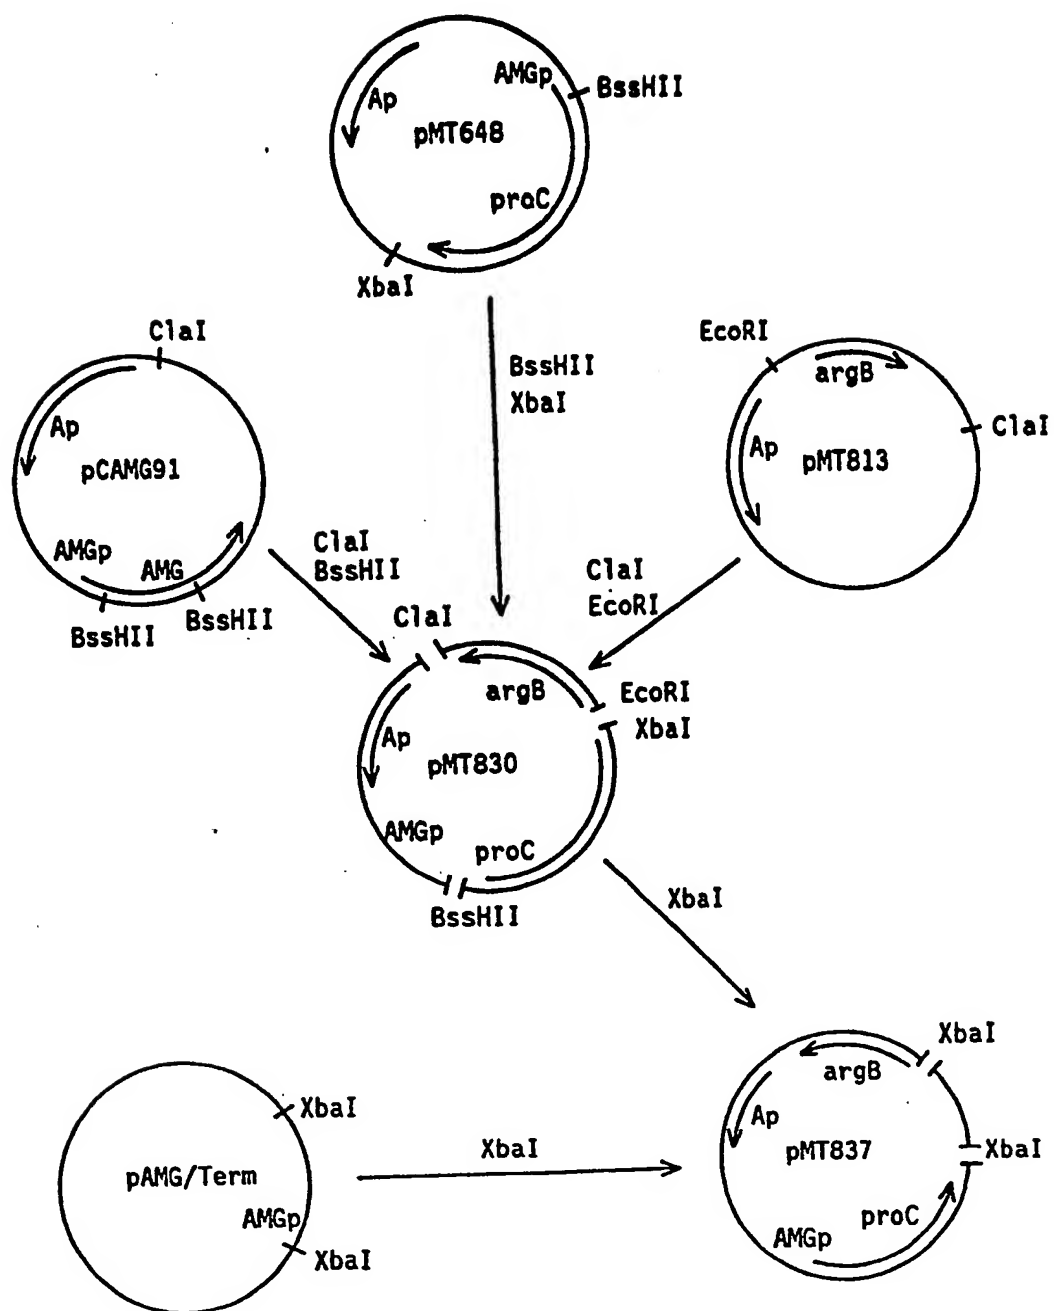 AMGp
BssHII
Ap
pMT648
proC
XbaI
ClaI
Ap
pCAMG91
AMGp
AMG
BssHII
BssHII
BssHII
XbaI
EcoRI
argB
ClaI
Ap
pMT813
ClaI
BssHII
ClaI
EcoRI
ClaI
argB
EcoRI
XbaI
Ap
pMT830
AMGp
proC
BssHII
XbaI
XbaI
argB
Ap
pMT837
XbaI
proC
AMGp
XbaI
pAMG/Term
AMGp
XbaI
XbaI